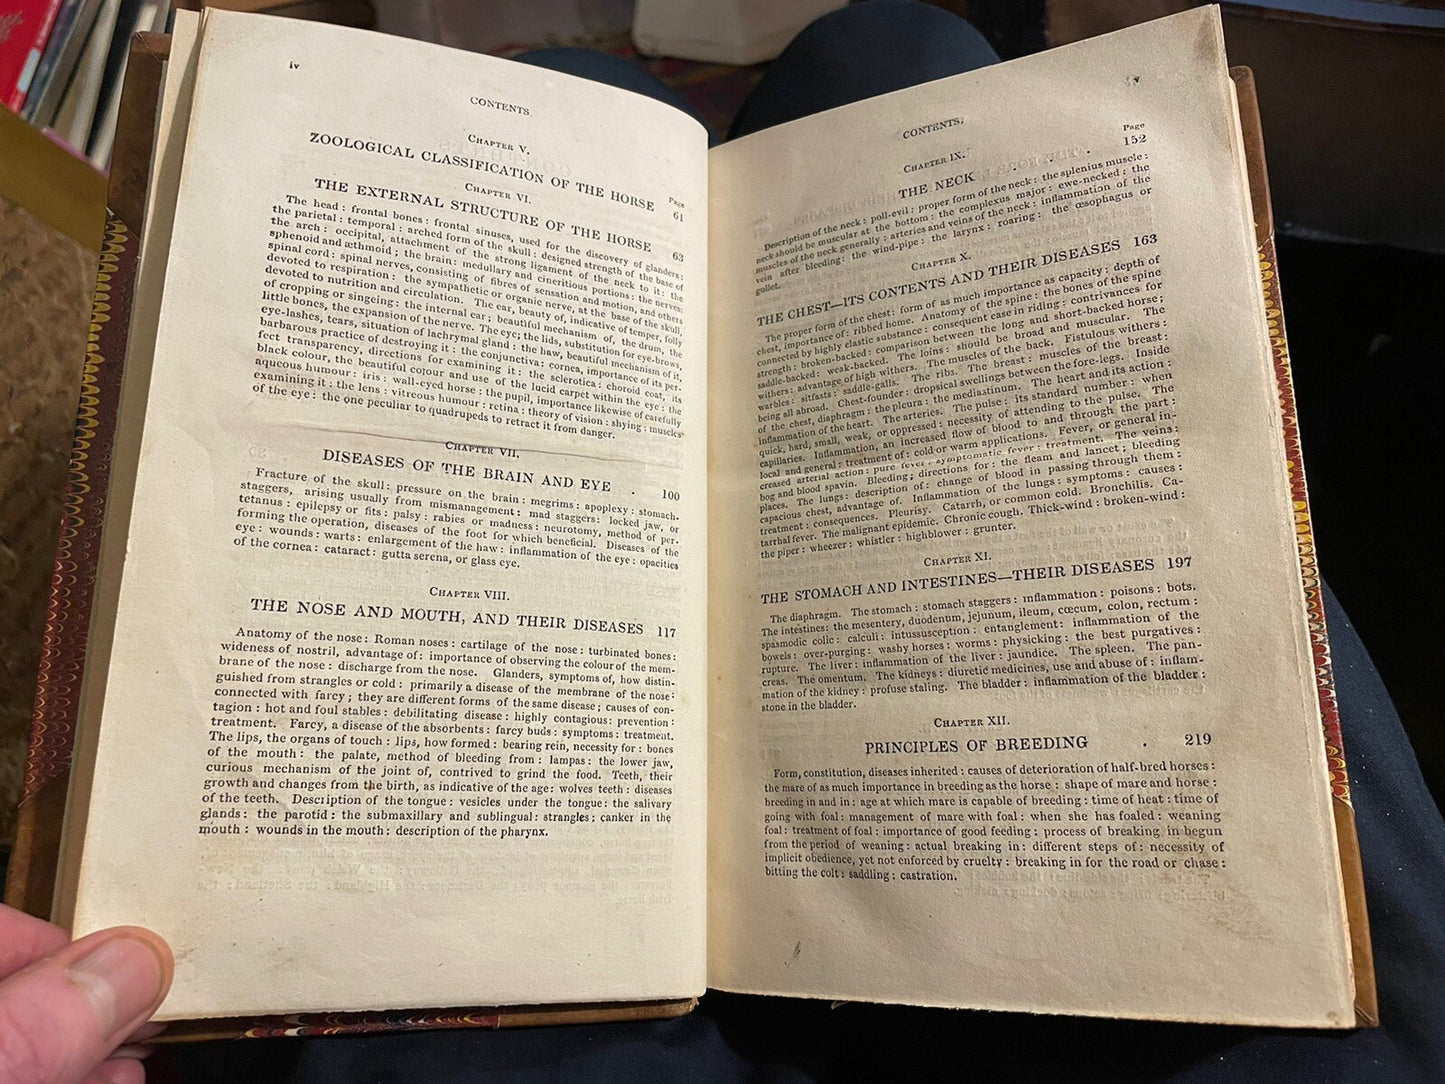 iv
CONTENTS
CHAPTER V.
Page
ZOOLOGICAL CLASSIFICATION OF THE HORSE 61
CHAPTER VI.
THE EXTERNAL STRUCTURE OF THE HORSE 63
The head: frontal bones: frontal sinuses, used for the discovery of glanders:
the parietal: temporal: arched form of the skull: designed strength of the base of
the arch: occipital, attachment of the strong ligament of the neck to it: the
sphenoid and æthmoid; the brain: medullary and cineritious portions: the nerves:
spinal cord: spinal nerves, consisting of fibres of sensation and motion, and others
devoted to respiration: the sympathetic or organic nerve, at the base of the skull,
devoted to nutrition and circulation. The ear, beauty of, indicative of temper, folly
of cropping or singeing: the internal ear; beautiful mechanism of, the drum, the
little bones, the expansion of the nerve. The eye; the lids, substitution for eye-brows,
eye-lashes, tears, situation of lachrymal gland: the haw, beautiful mechanism of it,
barbarous practice of destroying it: the conjunctiva: cornea, importance of its per-
fect transparency, directions for examining it: the sclerotica: choroid coat, its
black colour, the beautiful colour and use of the lucid carpet within the eye: the
aqueous humour: iris: wall-eyed horse: the pupil, importance likewise of carefully
examining it: the lens: vitreous humour: retina: theory of vision: shying: muscles
of the eye: the one peculiar to quadrupeds to retract it from danger.
CHAPTER VII.
DISEASES OF THE BRAIN AND EYE . 100
Fracture of the skull: pressure on the brain: megrims: apoplexy: stomach-
staggers, arising usually from mismanagement: mad staggers: locked jaw, or
tetanus: epilepsy or fits: palsy: rabies or madness: neurotomy, method of per-
forming the operation, diseases of the foot for which beneficial. Diseases of the
eye: wounds: warts: enlargement of the haw: inflammation of the eye: opacities
of the cornea: cataract: gutta serena, or glass eye.
CHAPTER VIII.
THE NOSE AND MOUTH, AND THEIR DISEASES 117
Anatomy of the nose: Roman noses: cartilage of the nose: turbinated bones:
wideness of nostril, advantage of: importance of observing the colour of the mem-
brane of the nose: discharge from the nose. Glanders, symptoms of, how distin-
guished from strangles or cold: primarily a disease of the membrane of the nose:
connected with farcy; they are different forms of the same disease; causes of con-
tagion: hot and foul stables: debilitating disease: highly contagious: prevention:
treatment. Farcy, a disease of the absorbents: farcy buds: symptoms: treatment.
The lips, the organs of touch: lips, how formed: bearing rein, necessity for: bones
of the mouth: the palate, method of bleeding from: lampas: the lower jaw,
curious mechanism of the joint of, contrived to grind the food. Teeth, their
growth and changes from the birth, as indicative of the age: wolves teeth: diseases
of the teeth. Description of the tongue: vesicles under the tongue: the salivary
glands: the parotid: the submaxillary and sublingual: strangles: canker in the
mouth: wounds in the mouth: description of the pharynx.
v
CONTENTS.
Page
CHAPTER IX.
THE NECK . . . . 152
Description of the neck: poll-evil: proper form of the neck: the splenius muscle:
neck should be muscular at the bottom: the complexus major: ewe-necked: the
muscles of the neck generally: arteries and veins of the neck: inflammation of the
vein after bleeding: the wind-pipe: the larynx: roaring: the œsophagus or
gullet.
CHAPTER X.
THE CHEST—ITS CONTENTS AND THEIR DISEASES 163
The proper form of the chest: form of as much importance as capacity: depth of
chest, importance of: ribbed home. Anatomy of the spine: the bones of the spine
connected by highly elastic substance: consequent ease in riding: contrivances for
strength: broken-backed: comparison between the long and short-backed horse;
saddle-backed: weak-backed. The loins: should be broad and muscular. The
withers: advantage of high withers. The muscles of the back. Fistulous withers:
warbles: sitfasts: saddle-galls. The ribs. The breast: muscles of the breast:
being all abroad. Chest-founder: dropsical swellings between the fore-legs. Inside
of the chest, diaphragm: the pleura: the mediastinum. The heart and its action:
inflammation of the heart. The arteries. The pulse: its standard number: when
quick, hard, small, weak, or oppressed: necessity of attending to the pulse. The
capillaries. Inflammation, an increased flow of blood to and through the part:
local and general: treatment of: cold or warm applications. Fever, or general in-
creased arterial action: pure fever: symptomatic fever: treatment. The veins:
bog and blood spavin. Bleeding; directions for: the fleam and lancet; bleeding
places. The lungs: description of: change of blood in passing through them:
capacious chest, advantage of. Inflammation of the lungs: symptoms: causes:
treatment: consequences. Pleurisy. Catarrh, or common cold. Bronchitis. Ca-
tarrhal fever. The malignant epidemic. Chronic cough. Thick-wind: broken-wind:
the piper: wheezer: whistler: highblower: grunter.
CHAPTER XI.
THE STOMACH AND INTESTINES—THEIR DISEASES 197
The diaphragm. The stomach: stomach staggers: inflammation: poisons: bots.
The intestines: the mesentery, duodenum, jejunum, ileum, cœcum, colon, rectum:
spasmodic colic: calculi: intussusception: entanglement: inflammation of the
bowels: over-purging: washy horses: worms: physicking: the best purgatives:
rupture. The liver: inflammation of the liver: jaundice. The spleen. The pan-
creas. The omentum. The kidneys: diuretic medicines, use and abuse of: inflam-
mation of the kidney: profuse staling. The bladder: inflammation of the bladder:
stone in the bladder.
CHAPTER XII.
PRINCIPLES OF BREEDING . 219
Form, constitution, diseases inherited: causes of deterioration of half-bred horses:
the mare of as much importance in breeding as the horse: shape of mare and horse:
breeding in and in: age at which mare is capable of breeding: time of heat: time of
going with foal: management of mare with foal: when she has foaled: weaning
foal: treatment of foal: importance of good feeding: process of breaking in begun
from the period of weaning: actual breaking in: different steps of: necessity of
implicit obedience, yet not enforced by cruelty: breaking in for the road or chase:
bitting the colt: saddling: castration.